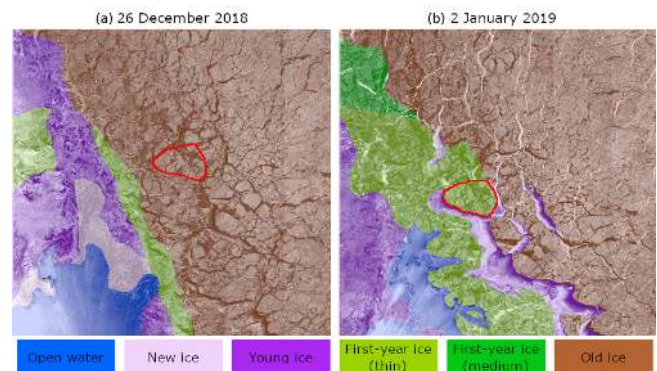 (a) 26 December 2018
(b) 2 January 2019
Open water
New ice
Young ice
First-year ice
(thin)
First-year ice
(medium)
Old ice